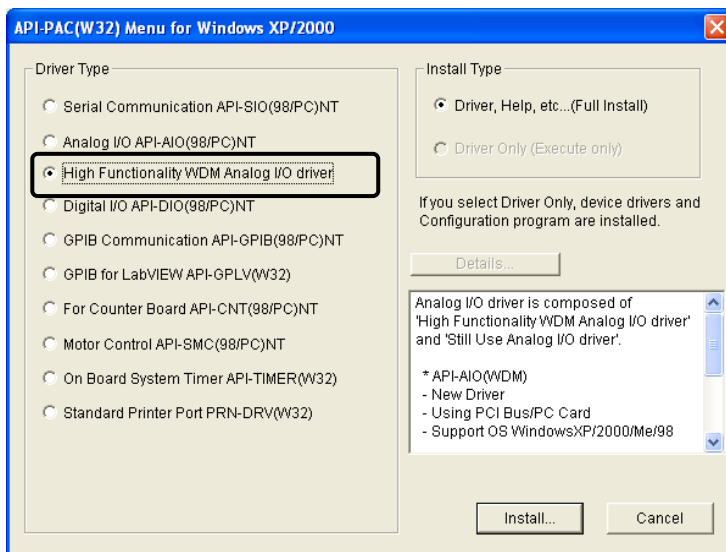 API-PAC(W32) Menu for Windows XP/2000
Driver Type
Serial Communication API-SIO(98/PC)NT
Analog I/O API-AIO(98/PC)NT
High Functionality WDM Analog I/O driver
Digital I/O API-DIO(98/PC)NT
GPIB Communication API-GPIB(98/PC)NT
GPIB for LabVIEW API-GPLV(W32)
For Counter Board API-CNT(98/PC)NT
Motor Control API-SMC(98/PC)NT
On Board System Timer API-TIMER(W32)
Standard Printer Port PRN-DRV(W32)
Install Type
Driver, Help, etc...(Full Install)
Driver Only (Execute only)
If you select Driver Only, device drivers and
Configuration program are installed.
Details...
Analog I/O driver is composed of
'High Functionality WDM Analog I/O driver'
and 'Still Use Analog I/O driver'.
* API-AIO(WDM)
- New Driver
- Using PCI Bus/PC Card
- Support OS WindowsXP/2000/Me/98
Install...
Cancel